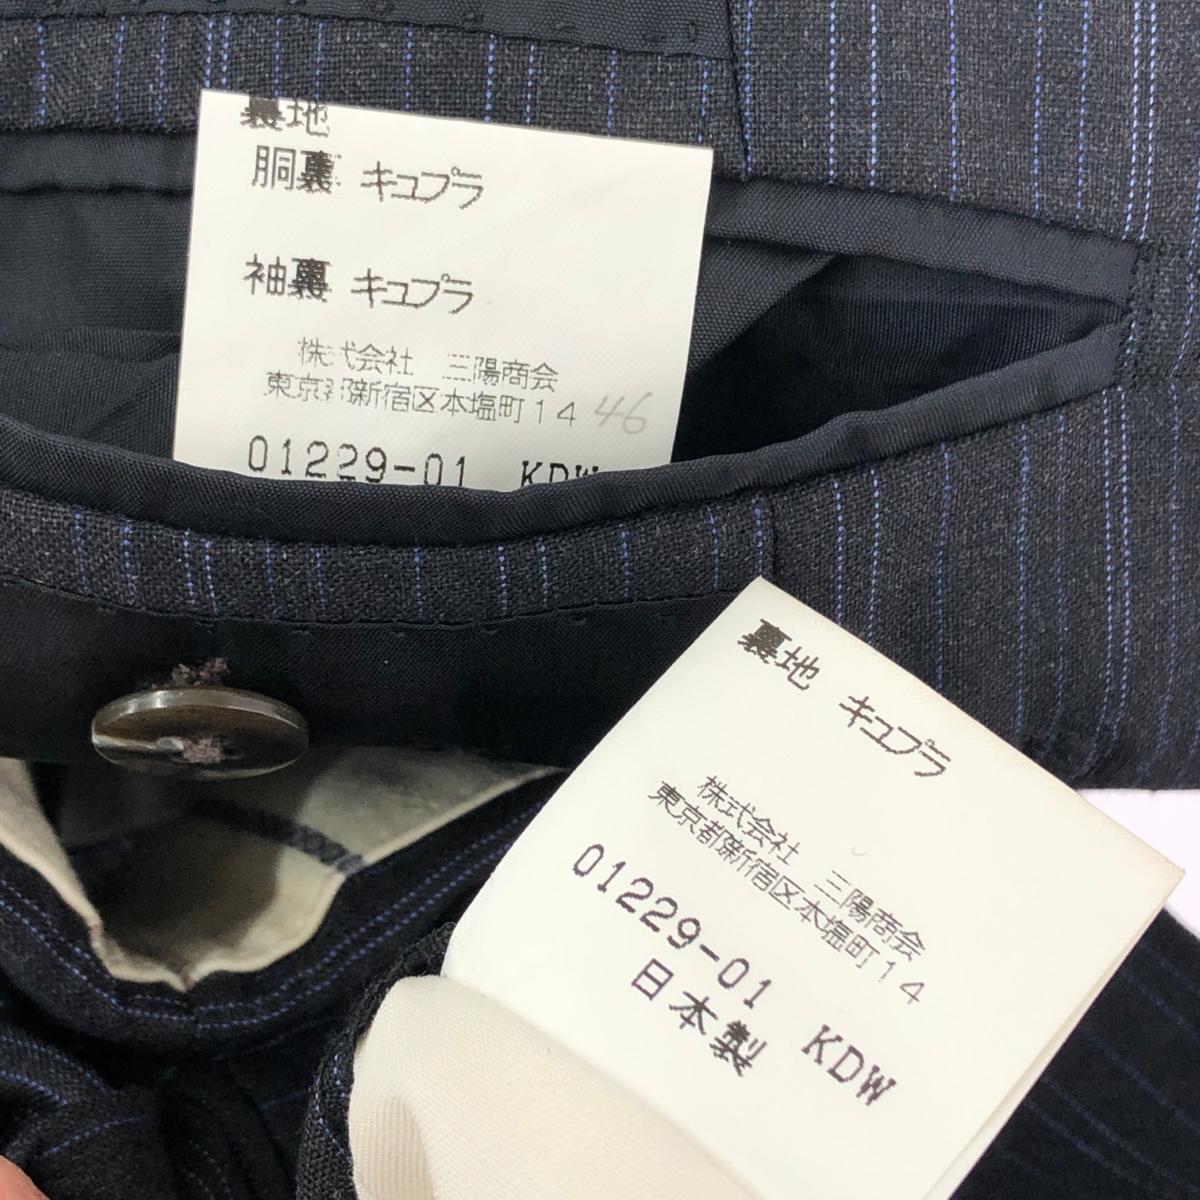 裏地
胴裏 キュプラ
袖裏 キュプラ
株式会社 三陽商会
東京都新宿区本塩町14
46
01229-01 KDW
裏地 キュプラ
株式会社 三陽商会
東京都新宿区本塩町14
01229-01 KDW
日本製